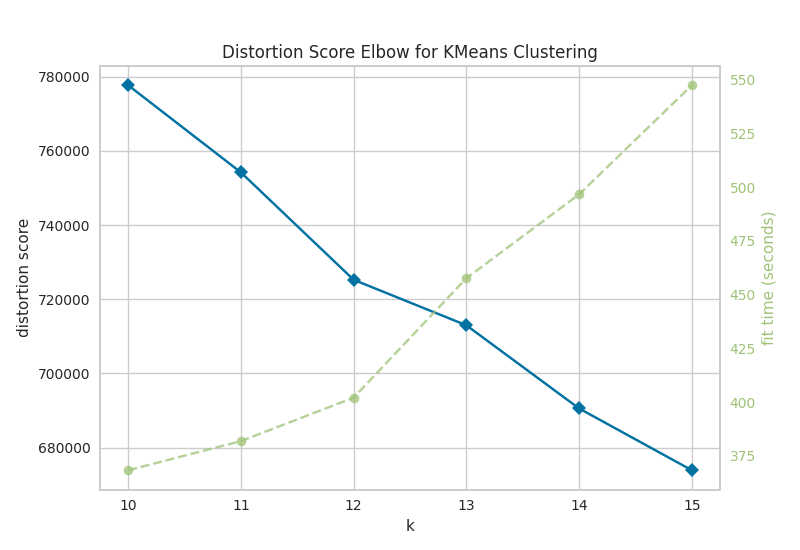 Distortion Score Elbow for KMeans Clustering
780000
760000
740000
720000
700000
680000
distortion score
10 11 12 13 14 15
k
550
525
500
475
450
425
400
375
fit time (seconds)